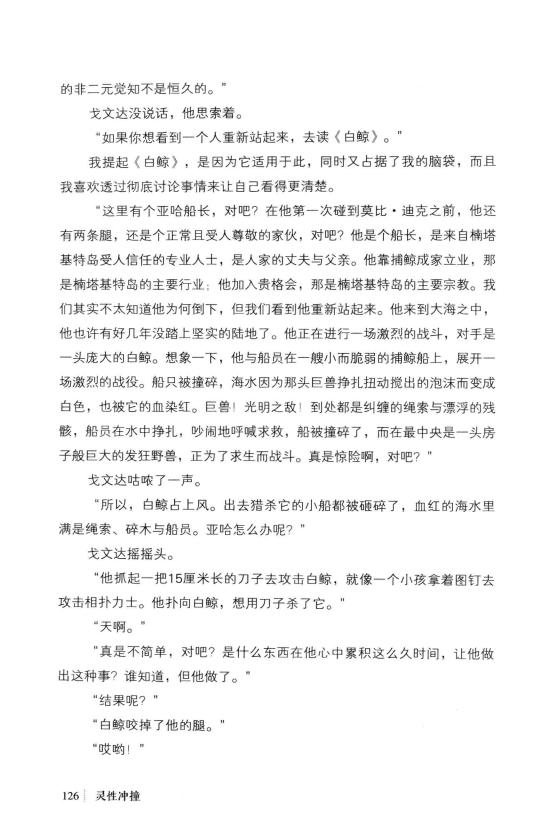 的非二元觉知不是恒久的。”
戈文达没说话，他思索着。
“如果你想看到一个人重新站起来，去读《白鲸》。”
我提起《白鲸》，是因为它适用于此，同时又占据了我的脑袋，而且
我喜欢透过彻底讨论事情来让自己看得更清楚。
“这里有个亚哈船长，对吧？在他第一次碰到莫比·迪克之前，他还
有两条腿，还是个正常且受人尊敬的家伙，对吧？他是个船长，是来自楠塔
基特岛受人信任的专业人士，是人家的丈夫与父亲。他靠捕鲸成家立业，那
是楠塔基特岛的主要行业；他加入贵格会，那是楠塔基特岛的主要宗教。我
们其实不太知道他为何倒下，但我们看到他重新站起来。他来到大海之中，
他也许有好几年没踏上坚实的陆地了。他正在进行一场激烈的战斗，对手是
一头庞大的白鲸。想象一下，他与船员在一艘小而脆弱的捕鲸船上，展开一
场激烈的战役。船只被撞碎，海水因为那头巨兽挣扎扭动搅出的泡沫而变成
白色，也被它的血染红。巨兽！光明之敌！到处都是纠缠的绳索与漂浮的残
骸，船员在水中挣扎，吵闹地呼喊求救，船被撞碎了，而在最中央是一头房
子般巨大的发狂野兽，正为了求生而战斗。真是惊险啊，对吧？”
戈文达咕哝了一声。
“所以，白鲸占上风。出去猎杀它的小船都被砸碎了，血红的海水里
满是绳索、碎木与船员。亚哈怎么办呢？”
戈文达摇摇头。
“他抓起一把15厘米长的刀子去攻击白鲸，就像一个小孩拿着图钉去
攻击相扑力士。他扑向白鲸，想用刀子杀了它。”
“天啊。”
“真是不简单，对吧？是什么东西在他心中累积这么久时间，让他做
出这种事？谁知道，但他做了。”
“结果呢？”
“白鲸咬掉了他的腿。”
“哎哟！”
126 灵性冲撞